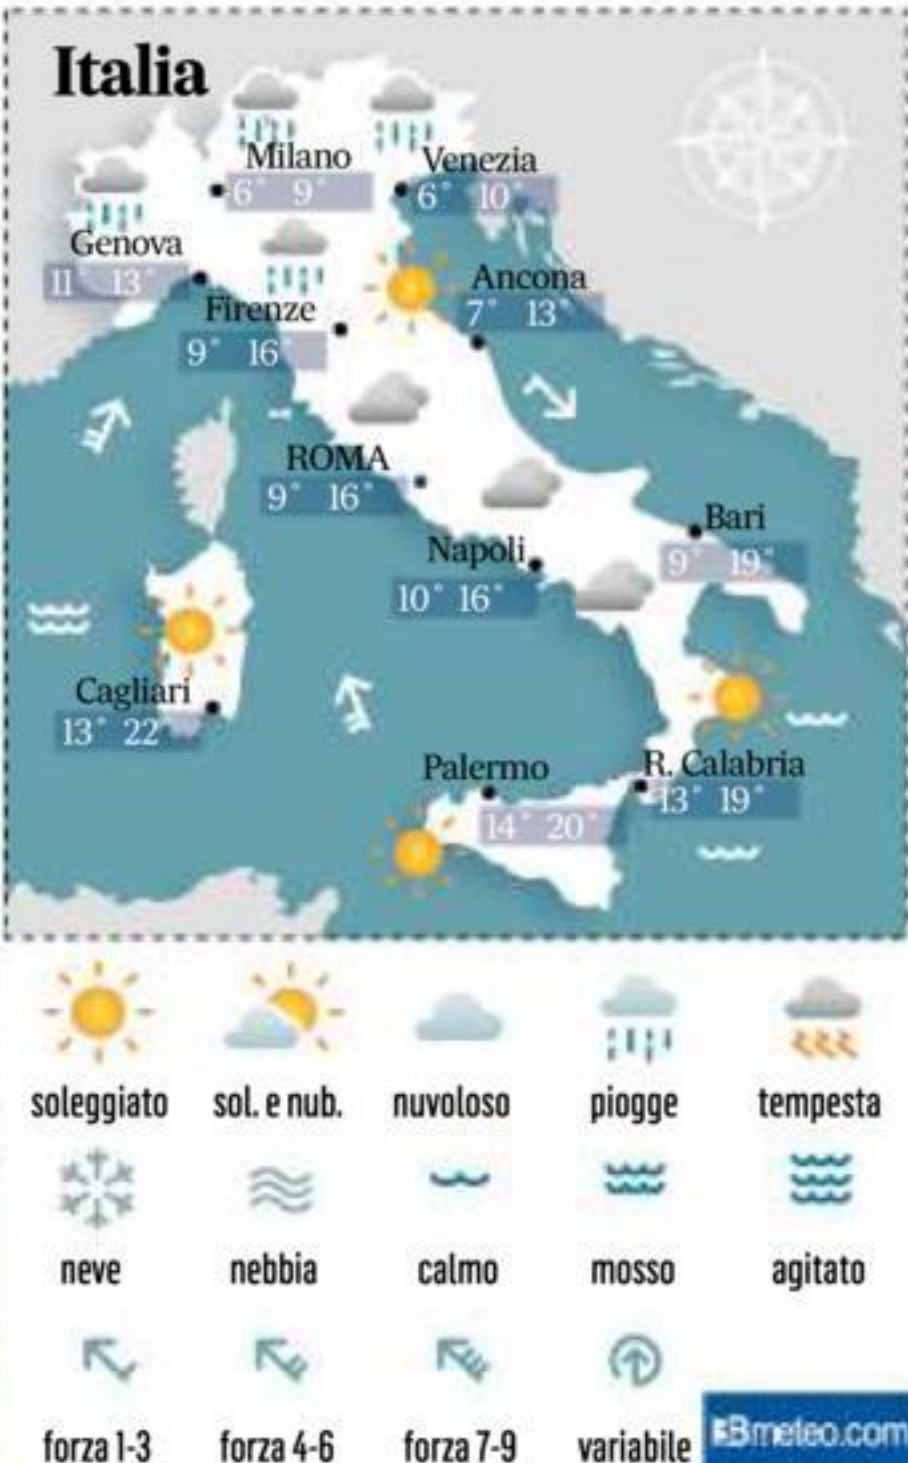 Italia
Milano
6° 9°
Venezia
6° 10°
Genova
11° 13°
Ancona
7° 13°
Firenze
9° 16°
ROMA
9° 16°
Bari
9° 19°
Napoli
10° 16°
Cagliari
13° 22°
Palermo
14° 20°
R. Calabria
13° 19°
soleggiato sol. e nub. nuvoloso piogge tempesta
neve nebbia calmo mosso agitato
forza 1-3 forza 4-6 forza 7-9 variabile
3Bmeteo.com